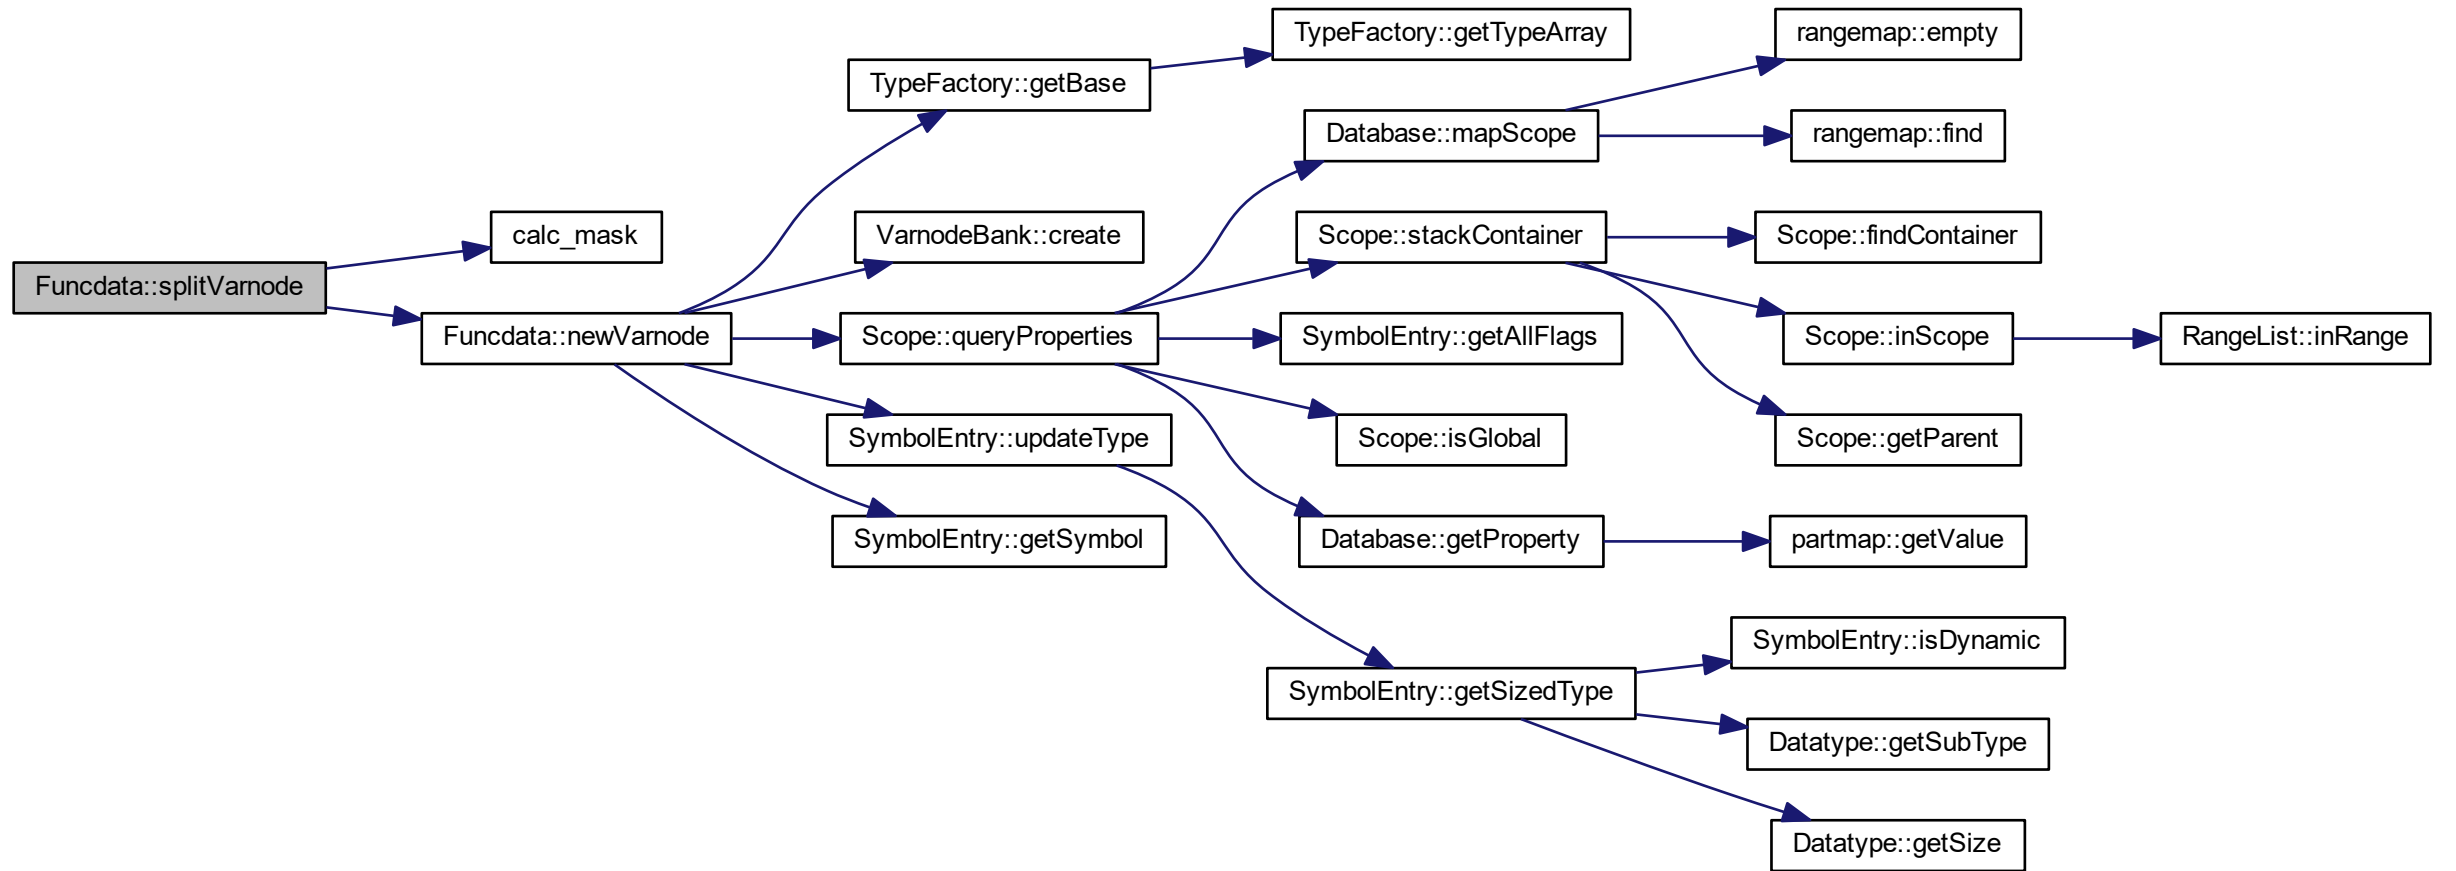 Funcdata::splitVarnode
calc_mask
Funcdata::newVarnode
TypeFactory::getBase
TypeFactory::getTypeArray
VarnodeBank::create
Scope::queryProperties
Database::mapScope
rangemap::empty
rangemap::find
Scope::stackContainer
Scope::findContainer
Scope::inScope
RangeList::inRange
Scope::getParent
SymbolEntry::getAllFlags
Scope::isGlobal
Database::getProperty
partmap::getValue
SymbolEntry::updateType
SymbolEntry::getSymbol
SymbolEntry::getSizedType
SymbolEntry::isDynamic
Datatype::getSubType
Datatype::getSize